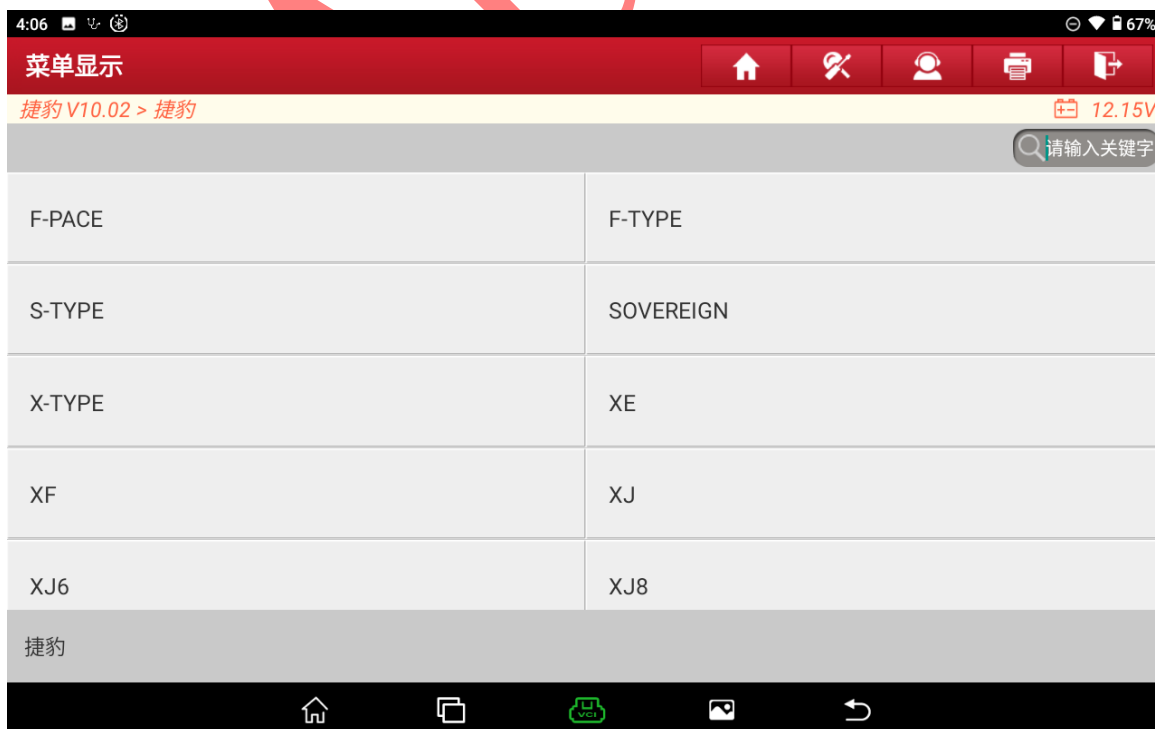 4:06 67%
菜单显示
捷豹 V10.02 > 捷豹 12.15V
请输入关键字
F-PACE F-TYPE
S-TYPE SOVEREIGN
X-TYPE XE
XF XJ
XJ6 XJ8
捷豹
VCI